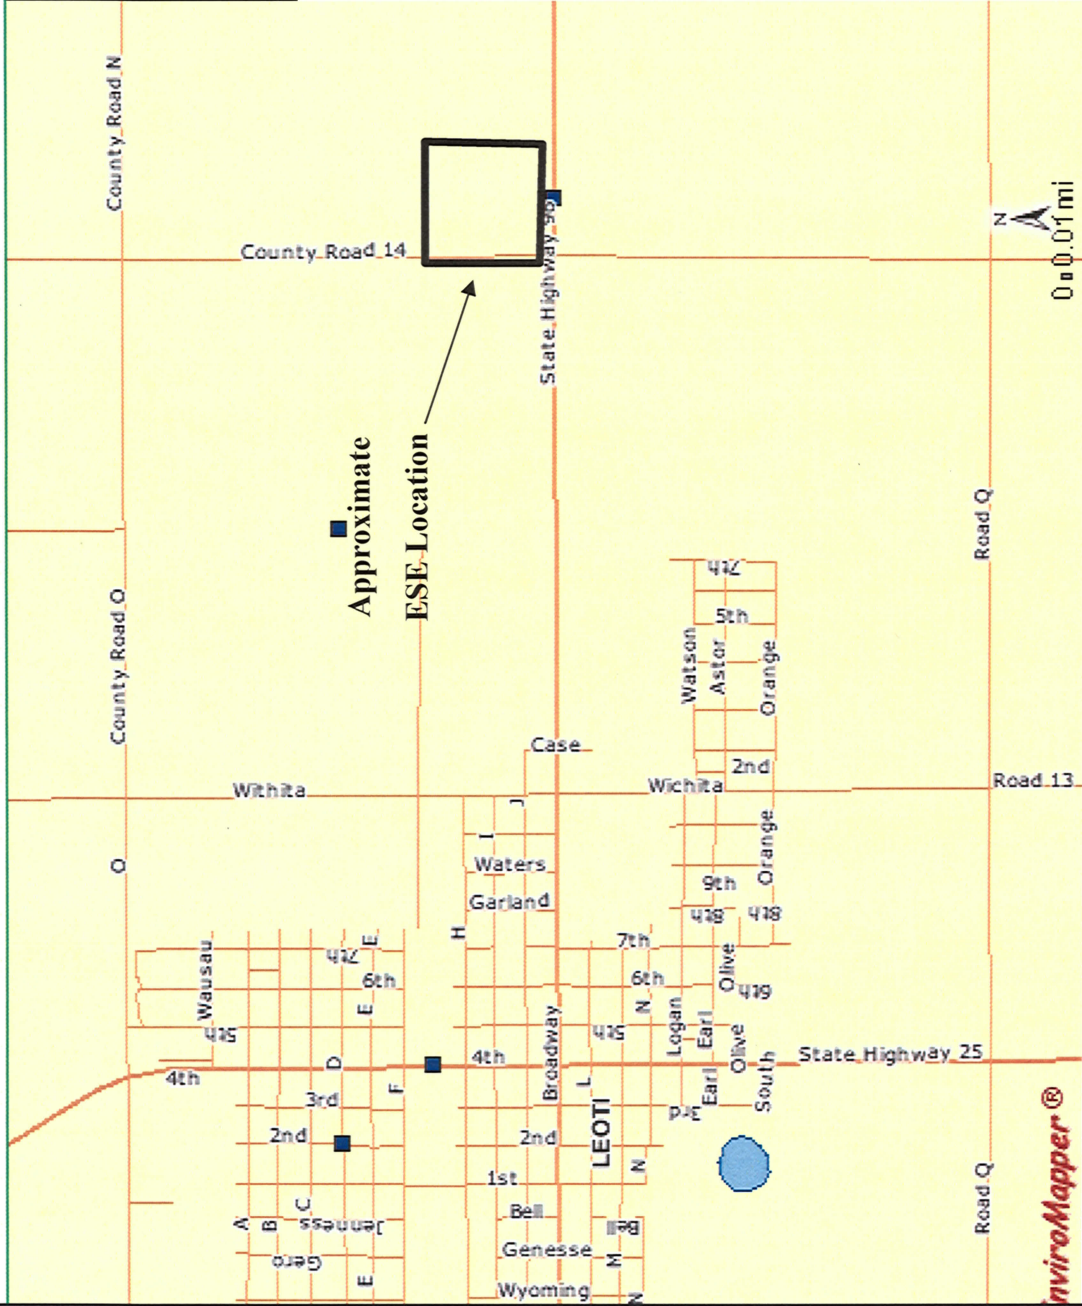 O
County Road O
County Road N
4th
5th
Wausau
A
B
C
Gero
Jenness
2nd
3rd
D
Withita
7th
6th
E
E
E
F
County Road 14
Approximate
ESE Location
H
4th
1st
I
J
Waters
Garland
Wyoming
Genesse
Bell
2nd
Broadway
Case
State Highway 96
L
LEOTI
M
Bell
5th
N
N
N
6th
7th
Logan
3rd
Wichita
Watson
Earl
Earl
8th
9th
Astor
7th
5th
2nd
Olive
Olive
6th
8th
South
Orange
Orange
State Highway 25
Road Q
Road Q
Road 13
N
nviroMapper®
0 0.01mi